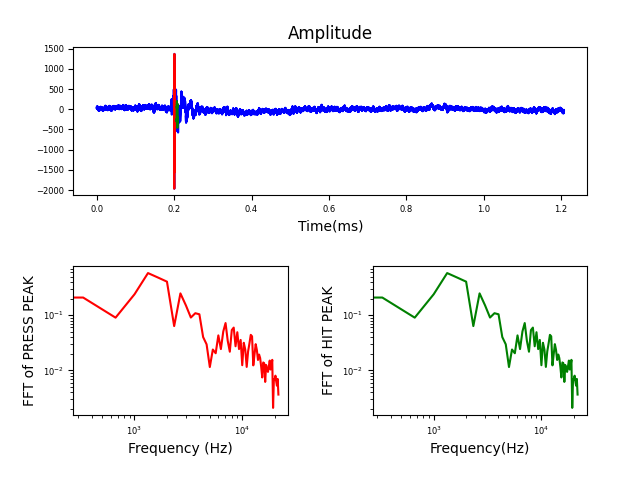 Amplitude
1500
1000
500
0
−500
−1000
−1500
−2000
0.0 0.2 0.4 0.6 0.8 1.0 1.2
Time(ms)
FFT of PRESS PEAK
10⁻¹
10⁻²
10³ 10⁴
Frequency (Hz)
FFT of HIT PEAK
10⁻¹
10⁻²
10³ 10⁴
Frequency(Hz)